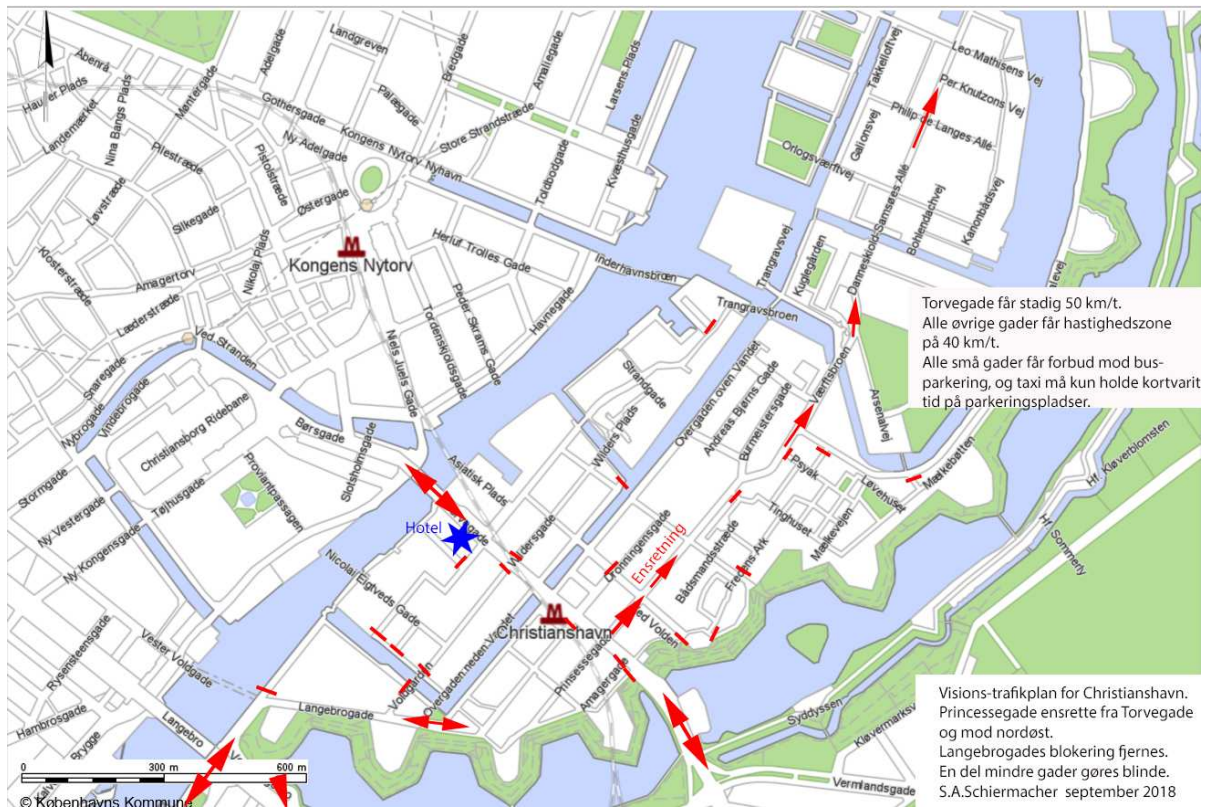 Åbenrå
Hauser Plads
Landemærket
Nina Bangs Plads
Møntergade
Adelgade
Landgreven
Bredgade
Amaliegade
Larsens Plads
Gothersgade
Parøgade
Kongens Nytorv Nyhavn
Store Strandstræde
Ny Adelgade
Pilestræde
Pistolstræde
Løvstræde
Silkegade
Østergade
Toldbodgade
Kvæsthusgade
Klosterstræde
Amagertorv
Nikolaj Plads
M
Kongens Nytorv
Herluf Trolles Gade
Inderhavnsbroen
Læderstræde
Ved Stranden
Snaregade
Nybrogade
Vindebrogade
Niels Juels Gade
Tordenskjoldsgade
Peder Skrams Gade
Havnegade
Christiansborg Ridebane
Børsgade
Slotsholmsgade
Proviantpassagen
Tøjhusgade
Stormgade
Ny Vestergade
Ny Kongensgade
Takkelloftvej
Leo Mathisens Vej
Per Knutzons Vej
Philip de Langes Allé
Galionsvej
Orlogsværftvej
Danneskiold-Samsøes Allé
Bohlendachvej
Kanonbådsvej
Kuglegården
Trangravsvej
Trangravsbroen
Værftsbroen
Arsenalvej
alevej
Torvegade får stadig 50 km/t.
Alle øvrige gader får hastighedszone
på 40 km/t.
Alle små gader får forbud mod bus-
parkering, og taxi må kun holde kortvarit
tid på parkeringspladser.
Strandgade
Wilders Plads
Overgaden oven Vandet
Andreas Bjørns Gade
Burmeistersgade
Asiatisk Plads
Hotel
Wildersgade
Dronningensgade
Ensretning
Bådsmandsstræde
Fredens Ark
Tinghuset
Psyak
Løvehuset
Mælkevejen
Mælkebøtten
Hf. Kløverblomsten
Hf. Sommerly
Nicolai Eigtveds Gade
M
Christianshavn
ed Volden
Prinsessegade
Amagergade
Overgaden neden Vandet
Voldgården
Langebrogade
Vester Voldgade
Rysensteensgade
Hambrosgade
Langebro
Brygge
Syddyssen
Kløvermarksv
Vermlandsgade
Visions-trafikplan for Christianshavn.
Princessegade ensrette fra Torvegade
og mod nordøst.
Langebrogades blokering fjernes.
En del mindre gader gøres blinde.
S.A.Schiermacher september 2018
0 300 m 600 m
© Københavns Kommune